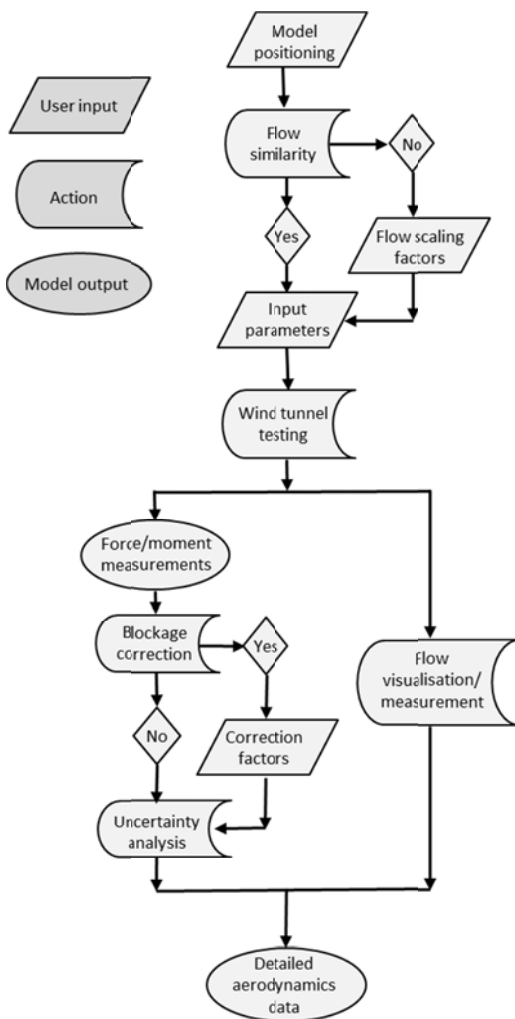 Model
positioning
User input
Flow
similarity
No
Action
Yes
Flow scaling
factors
Model output
Input
parameters
Wind tunnel
testing
Force/moment
measurements
Blockage
correction
Yes
Flow
visualisation/
measurement
No
Correction
factors
Uncertainty
analysis
Detailed
aerodynamics
data